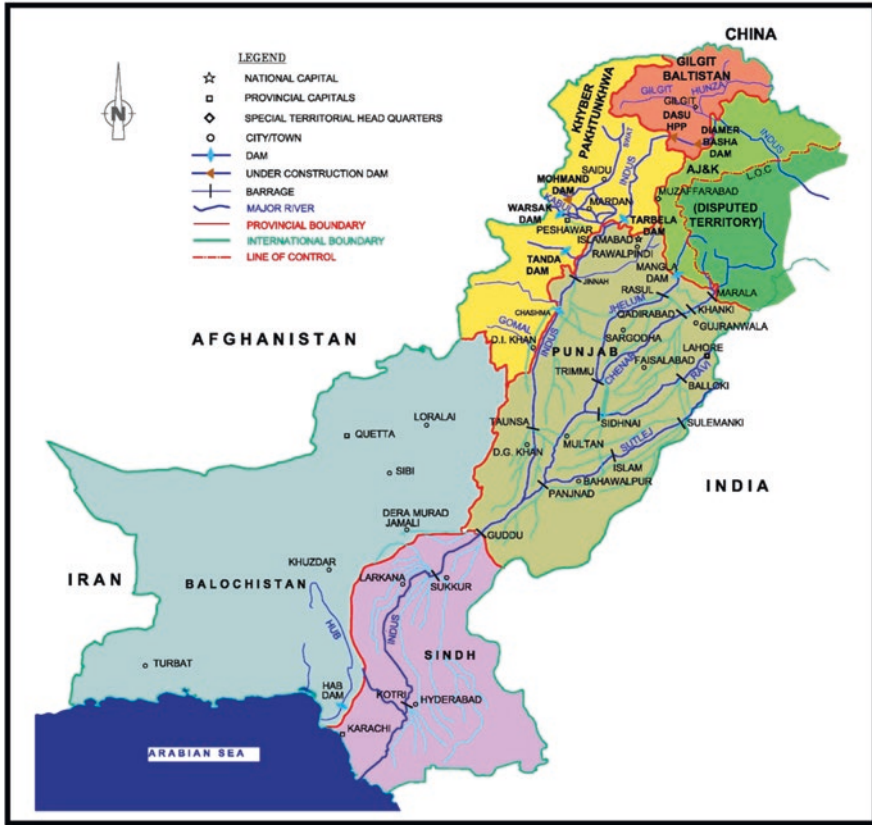 LEGEND
NATIONAL CAPITAL
PROVINCIAL CAPITALS
SPECIAL TERRITORIAL HEAD QUARTERS
CITY/TOWN
DAM
UNDER CONSTRUCTION DAM
BARRAGE
MAJOR RIVER
PROVINCIAL BOUNDARY
INTERNATIONAL BOUNDARY
LINE OF CONTROL
N
CHINA
GILGIT
BALTISTAN
GILGIT
HUNZA
GILGIT
DASU
HPP
DIAMER
BASHA
DAM
INDUS
KHYBER
PAKHTUNKHWA
SWAT
INDUS
SAIDU
MOHMAND
DAM
KABUL
MARDAN
WARSAK
DAM
PESHAWAR
TARBELA
DAM
AJ&K
L.O.C
MUZAFFARABAD
(DISPUTED
TERRITORY)
ISLAMABAD
RAWALPINDI
TANDA
DAM
MANGLA
DAM
JINNAH
RASUL
JHELUM
MARALA
KHANKI
QADIRABAD
GUJRANWALA
CHASHMA
GOMAL
D.I. KHAN
INDUS
SARGODHA
PUNJAB
LAHORE
FAISALABAD
RAVI
TRIMMU
CHENAB
BALLOKI
AFGHANISTAN
TAUNSA
SIDHNAI
SULEMANKI
LORALAI
QUETTA
D.G. KHAN
MULTAN
SUTLEJ
ISLAM
SIBI
BAHAWALPUR
PANJNAD
INDIA
DERA MURAD
JAMALI
GUDDU
KHUZDAR
IRAN
BALOCHISTAN
LARKANA
SUKKUR
HUB
INDUS
SINDH
TURBAT
HAB
DAM
KOTRI
HYDERABAD
KARACHI
ARABIAN SEA